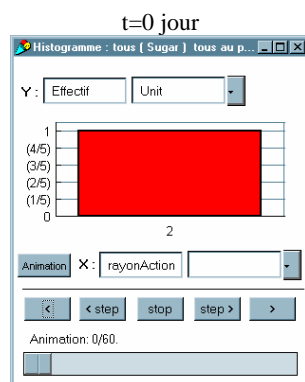 t=0 jour
Histogramme : tous ( Sugar ) tous au p...
Y : Effectif Unit
1
(4/5)
(3/5)
(2/5)
(1/5)
0
2
Animation X : rayonAction
< < step stop step > >
Animation: 0/60.